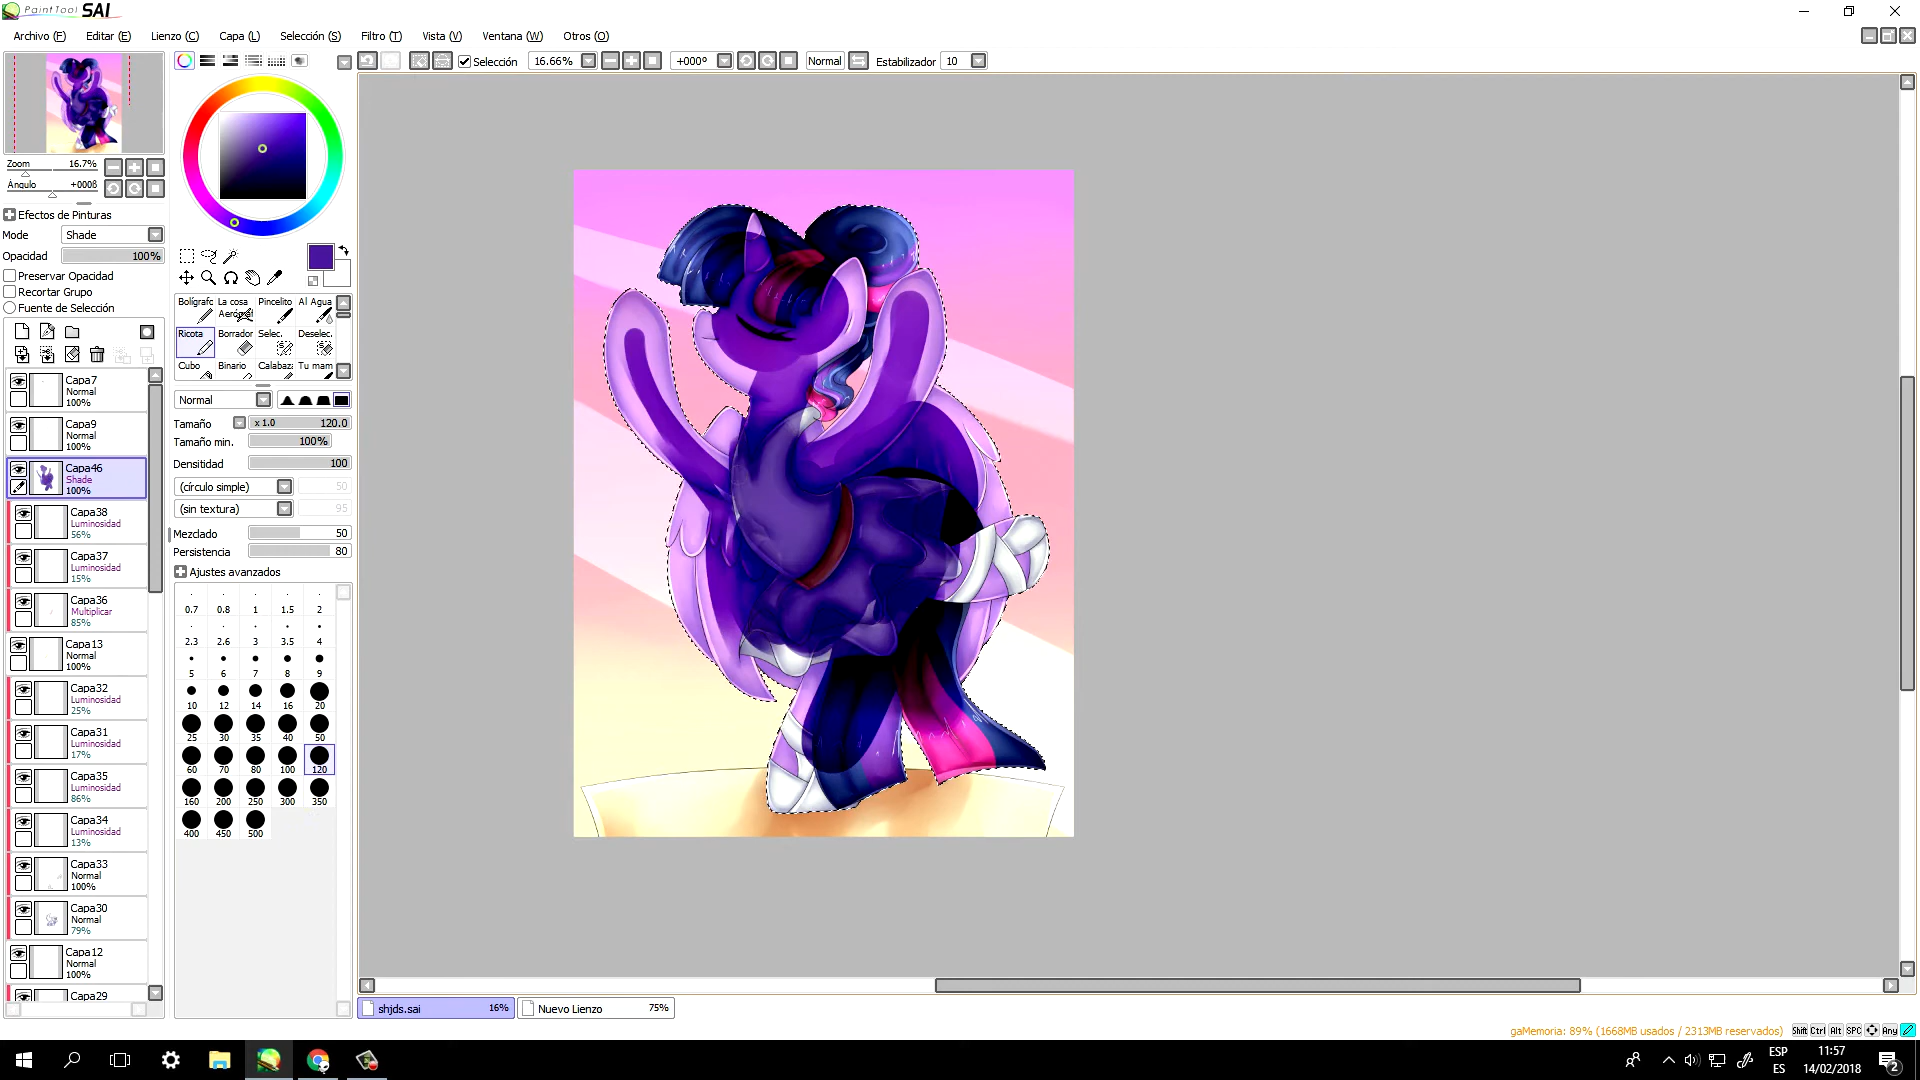 PaintTool SAI
Archivo (F) Editar (E) Lienzo (C) Capa (L) Selección (S) Filtro (T) Vista (V) Ventana (W) Otros (O)
Selección 16.66% +000º Normal Estabilizador 10
Zoom 16.7%
Ángulo +000ß
Efectos de Pinturas
Mode Shade
Opacidad 100%
Preservar Opacidad
Recortar Grupo
Fuente de Selección
Capa7
Normal
100%
Capa9
Normal
100%
Capa46
Shade
100%
Capa38
Luminosidad
56%
Capa37
Luminosidad
15%
Capa36
Multiplicar
85%
Capa13
Normal
100%
Capa32
Luminosidad
25%
Capa31
Luminosidad
17%
Capa35
Luminosidad
86%
Capa34
Luminosidad
13%
Capa33
Normal
100%
Capa30
Normal
79%
Capa12
Normal
100%
Capa29
Bolígrafo La cosa Pincelito Al Agua
Ricota Borrador Selec. Deselec.
Cubo Binario Calabaza Tu mam
Normal
Tamaño x 1.0 120.0
Tamaño min. 100%
Densitidad 100
(círculo simple) 50
(sin textura) 95
Mezclado 50
Persistencia 80
Ajustes avanzados
0.7 0.8 1 1.5 2
2.3 2.6 3 3.5 4
5 6 7 8 9
10 12 14 16 20
25 30 35 40 50
60 70 80 100 120
160 200 250 300 350
400 450 500
shjds.sai 16% Nuevo Lienzo 75%
gaMemoria: 89% (1668MB usados / 2313MB reservados) Shift Ctrl Alt SPC Any
ESP
ES
11:57
14/02/2018
2